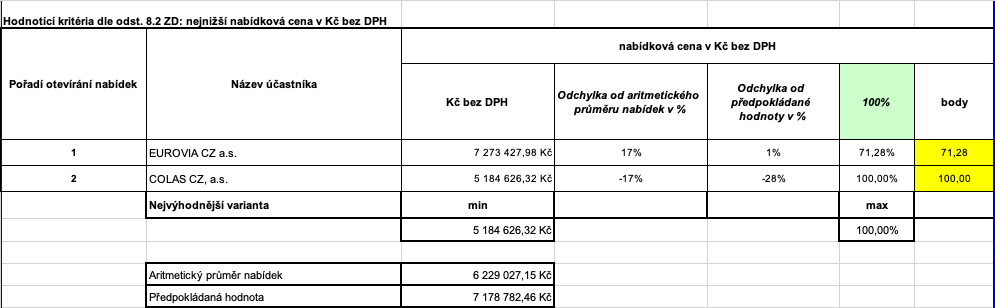 Hodnotící kritéria dle odst. 8.2 ZD: nejnižší nabídková cena v Kč bez DPH
nabídková cena v Kč bez DPH
Pořadí otevírání nabídek
Název účastníka
Kč bez DPH
Odchylka od aritmetického
průměru nabídek v %
Odchylka od
předpokládané
hodnoty v %
100%
body
1 EUROVIA CZ a.s. 7 273 427,98 Kč 17% 1% 71,28% 71,28
2 COLAS CZ, a.s. 5 184 626,32 Kč -17% -28% 100,00% 100,00
Nejvýhodnější varianta min max
5 184 626,32 Kč 100,00%
Aritmetický průměr nabídek 6 229 027,15 Kč
Předpokládaná hodnota 7 178 782,46 Kč